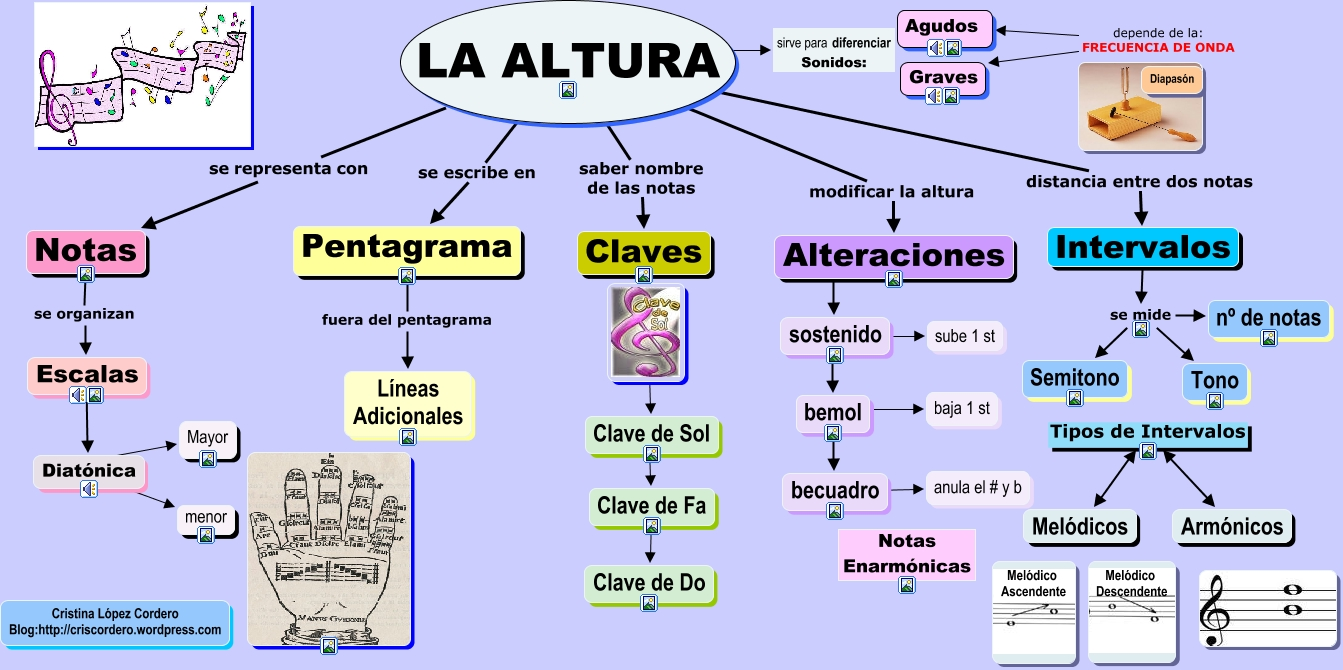 LA ALTURA
sirve para diferenciar
Sonidos:
Agudos
Graves
depende de la:
FRECUENCIA DE ONDA
Diapasón
se representa con
se escribe en
saber nombre
de las notas
modificar la altura
distancia entre dos notas
Notas
se organizan
Escalas
Diatónica
Mayor
menor
Pentagrama
fuera del pentagrama
Líneas
Adicionales
Claves
Clave
de
Sol
Clave de Sol
Clave de Fa
Clave de Do
Alteraciones
sostenido
sube 1 st
bemol
baja 1 st
becuadro
anula el # y b
Notas
Enarmónicas
Intervalos
se mide
nº de notas
Semitono
Tono
Tipos de Intervalos
Melódicos
Armónicos
Melódico
Ascendente
Melódico
Descendente
Cristina López Cordero
Blog:http://criscordero.wordpress.com